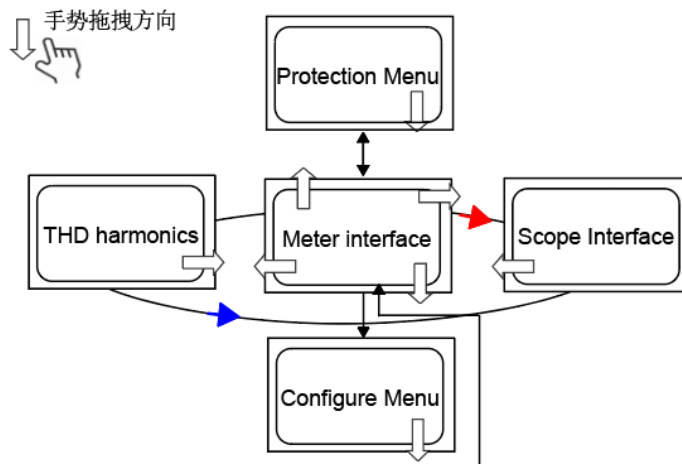 手势拖拽方向
Protection Menu
THD harmonics
Meter interface
Scope Interface
Configure Menu